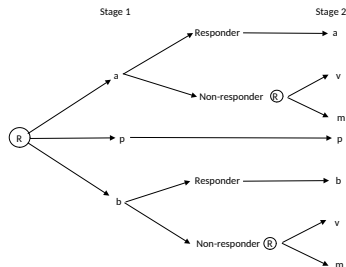 Stage 1 Stage 2
Responder a
a
v
Non-responder R
m
R
p p
Responder b
b
v
Non-responder R
m